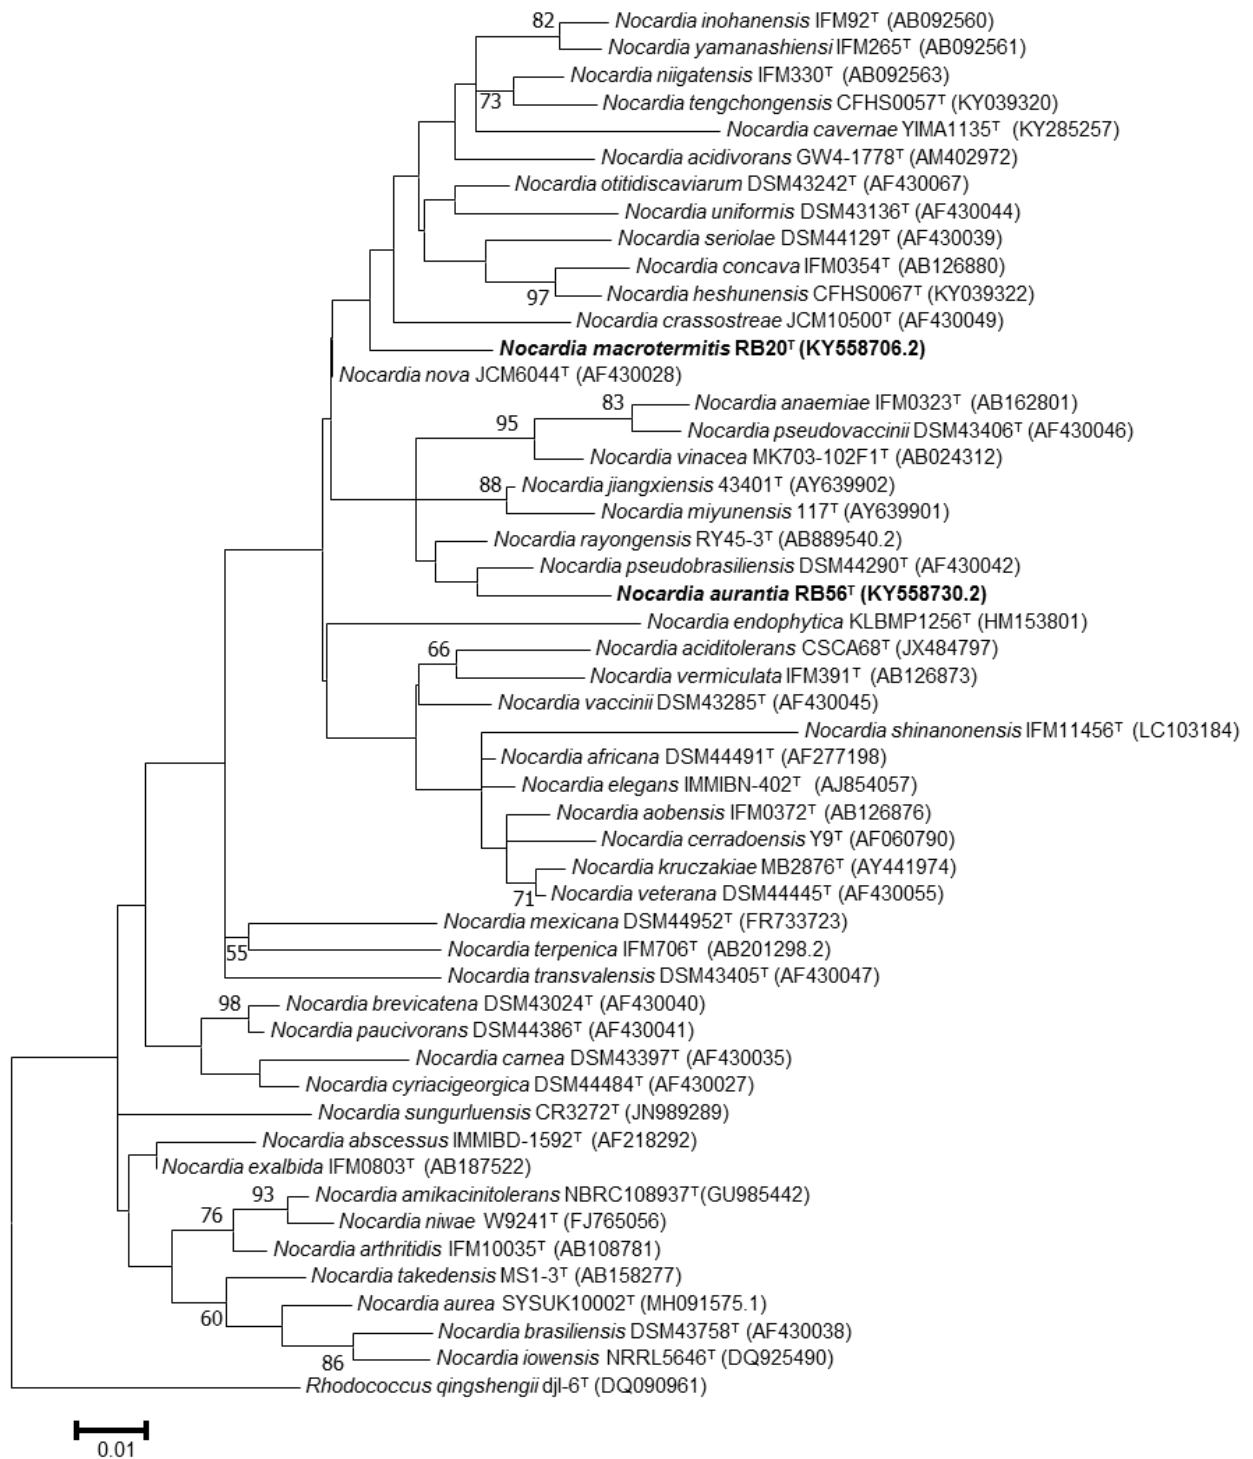 82
Nocardia inohanensis IFM92ᵀ (AB092560)
Nocardia yamanashiensi IFM265ᵀ (AB092561)
Nocardia niigatensis IFM330ᵀ (AB092563)
73
Nocardia tengchongensis CFHS0057ᵀ (KY039320)
Nocardia cavernae YIMA1135ᵀ (KY285257)
Nocardia acidivorans GW4-1778ᵀ (AM402972)
Nocardia otitidiscaviarum DSM43242ᵀ (AF430067)
Nocardia uniformis DSM43136ᵀ (AF430044)
Nocardia seriolae DSM44129ᵀ (AF430039)
Nocardia concava IFM0354ᵀ (AB126880)
97
Nocardia heshunensis CFHS0067ᵀ (KY039322)
Nocardia crassostreae JCM10500ᵀ (AF430049)
Nocardia macrotermitis RB20ᵀ (KY558706.2)
Nocardia nova JCM6044ᵀ (AF430028)
83
Nocardia anaemiae IFM0323ᵀ (AB162801)
95
Nocardia pseudovaccinii DSM43406ᵀ (AF430046)
Nocardia vinacea MK703-102F1ᵀ (AB024312)
88
Nocardia jiangxiensis 43401ᵀ (AY639902)
Nocardia miyunensis 117ᵀ (AY639901)
Nocardia rayongensis RY45-3ᵀ (AB889540.2)
Nocardia pseudobrasiliensis DSM44290ᵀ (AF430042)
Nocardia aurantia RB56ᵀ (KY558730.2)
Nocardia endophytica KLBMP1256ᵀ (HM153801)
66
Nocardia aciditolerans CSCA68ᵀ (JX484797)
Nocardia vermiculata IFM391ᵀ (AB126873)
Nocardia vaccinii DSM43285ᵀ (AF430045)
Nocardia shinanonensis IFM11456ᵀ (LC103184)
Nocardia africana DSM44491ᵀ (AF277198)
Nocardia elegans IMMIBN-402ᵀ (AJ854057)
Nocardia aobensis IFM0372ᵀ (AB126876)
Nocardia cerradoensis Y9ᵀ (AF060790)
Nocardia kruczakiae MB2876ᵀ (AY441974)
71
Nocardia veterana DSM44445ᵀ (AF430055)
Nocardia mexicana DSM44952ᵀ (FR733723)
55
Nocardia terpenica IFM706ᵀ (AB201298.2)
Nocardia transvalensis DSM43405ᵀ (AF430047)
98
Nocardia brevicatena DSM43024ᵀ (AF430040)
Nocardia paucivorans DSM44386ᵀ (AF430041)
Nocardia carnea DSM43397ᵀ (AF430035)
Nocardia cyriacigeorgica DSM44484ᵀ (AF430027)
Nocardia sungurluensis CR3272ᵀ (JN989289)
Nocardia abscessus IMMIBD-1592ᵀ (AF218292)
Nocardia exalbida IFM0803ᵀ (AB187522)
93
Nocardia amikacinitolerans NBRC108937ᵀ(GU985442)
76
Nocardia niwae W9241ᵀ (FJ765056)
Nocardia arthritidis IFM10035ᵀ (AB108781)
Nocardia takedensis MS1-3ᵀ (AB158277)
60
Nocardia aurea SYSUK10002ᵀ (MH091575.1)
Nocardia brasiliensis DSM43758ᵀ (AF430038)
86
Nocardia iowensis NRRL5646ᵀ (DQ925490)
Rhodococcus qingshengii djl-6ᵀ (DQ090961)
0.01